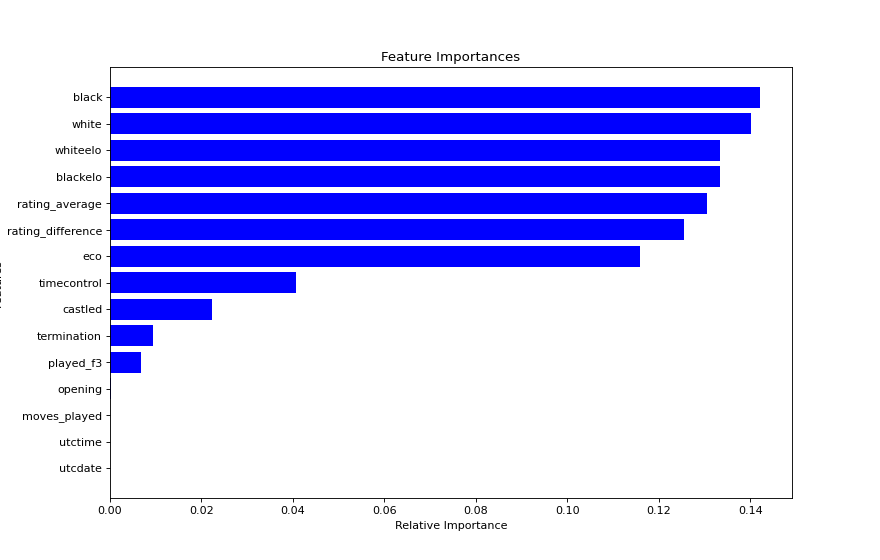 Feature Importances
black
white
whiteelo
blackelo
rating_average
rating_difference
eco
timecontrol
castled
termination
played_f3
opening
moves_played
utctime
utcdate
0.00 0.02 0.04 0.06 0.08 0.10 0.12 0.14
Relative Importance